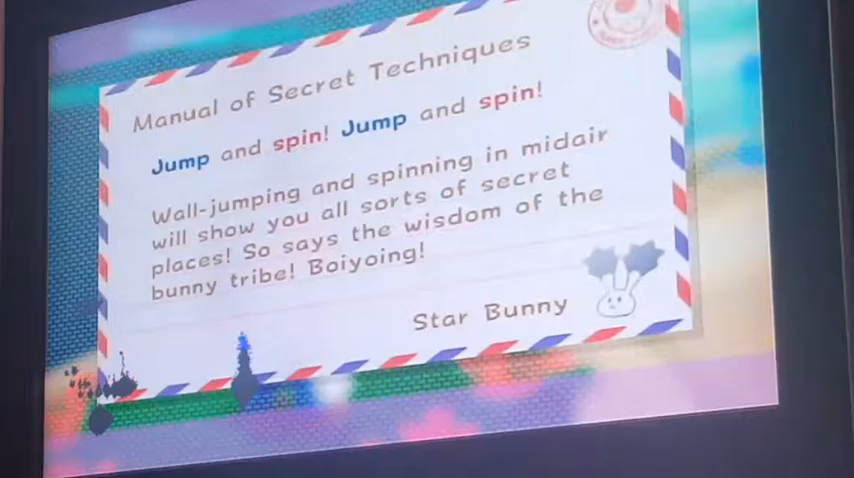 Manual of Secret Techniques
Jump and spin! Jump and spin!
Wall-jumping and spinning in midair
will show you all sorts of secret
places! So says the wisdom of the
bunny tribe! Boiyoing!
Star Bunny